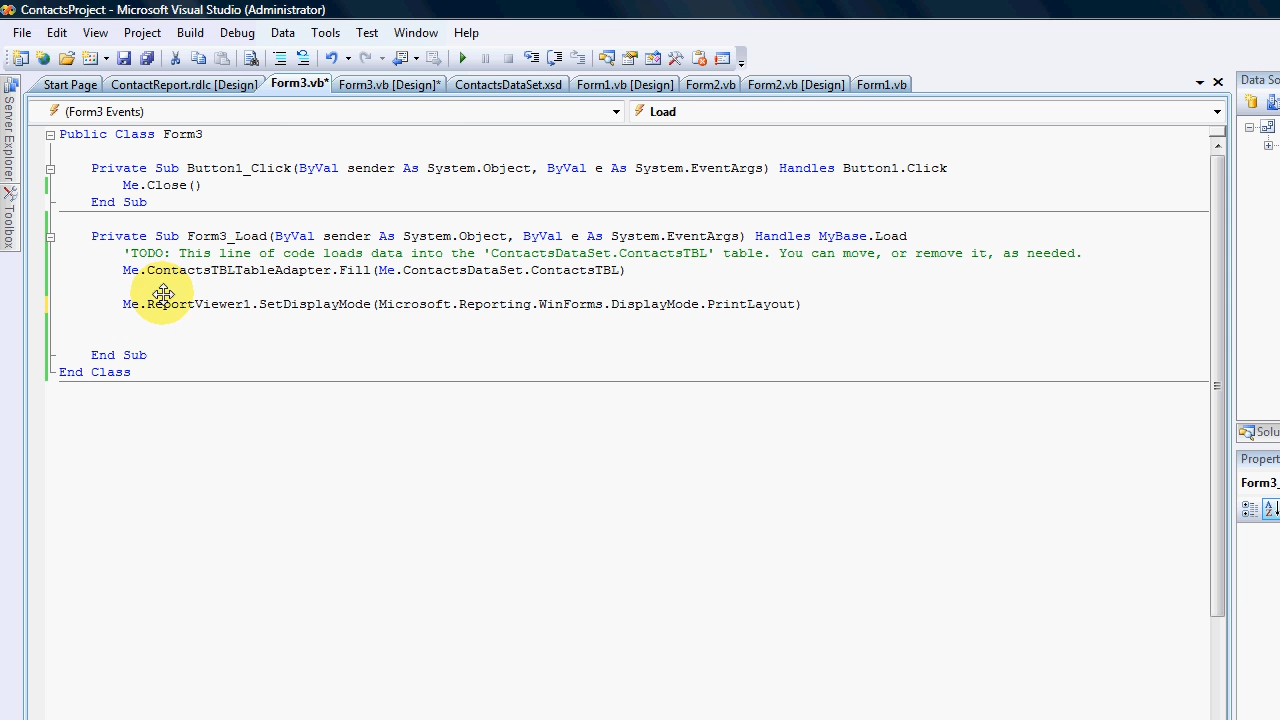 ContactsProject - Microsoft Visual Studio (Administrator)
File Edit View Project Build Debug Data Tools Test Window Help
Start Page ContactReport.rdlc [Design] Form3.vb* Form3.vb [Design]* ContactsDataSet.xsd Form1.vb [Design] Form2.vb Form2.vb [Design] Form1.vb
Data So
Server Explorer
Toolbox
(Form3 Events) Load
Public Class Form3
Private Sub Button1_Click(ByVal sender As System.Object, ByVal e As System.EventArgs) Handles Button1.Click
Me.Close()
End Sub
Private Sub Form3_Load(ByVal sender As System.Object, ByVal e As System.EventArgs) Handles MyBase.Load
'TODO: This line of code loads data into the 'ContactsDataSet.ContactsTBL' table. You can move, or remove it, as needed.
Me.ContactsTBLTableAdapter.Fill(Me.ContactsDataSet.ContactsTBL)
Me.ReportViewer1.SetDisplayMode(Microsoft.Reporting.WinForms.DisplayMode.PrintLayout)
End Sub
End Class
Solu
Propert
Form3_